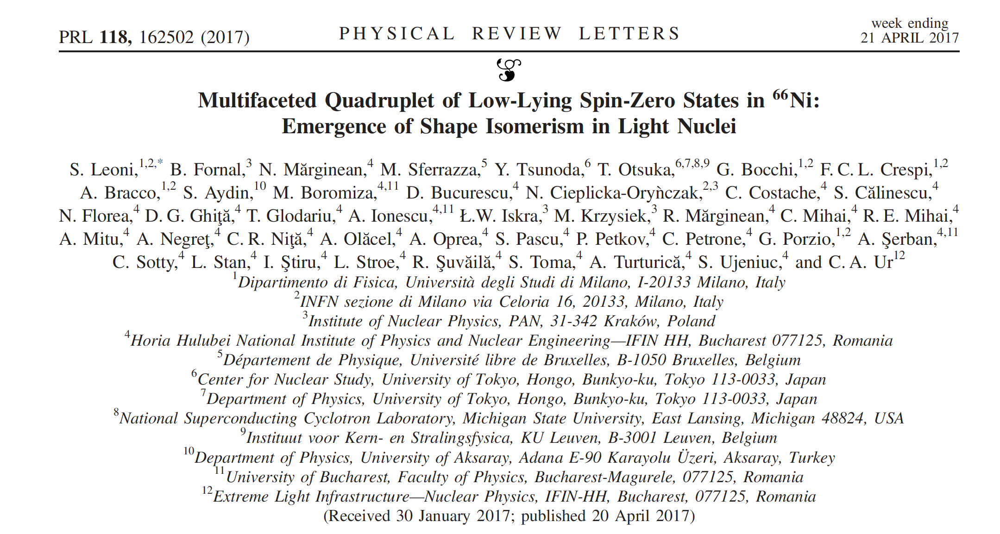 PRL 118, 162502 (2017) PHYSICAL REVIEW LETTERS week ending 21 APRIL 2017
Multifaceted Quadruplet of Low-Lying Spin-Zero States in ⁶⁶Ni:
Emergence of Shape Isomerism in Light Nuclei
S. Leoni,¹,²,* B. Fornal,³ N. Mărginean,⁴ M. Sferrazza,⁵ Y. Tsunoda,⁶ T. Otsuka,⁶,⁷,⁸,⁹ G. Bocchi,¹,² F. C. L. Crespi,¹,²
A. Bracco,¹,² S. Aydin,¹⁰ M. Boromiza,⁴,¹¹ D. Bucurescu,⁴ N. Cieplicka-Oryǹczak,²,³ C. Costache,⁴ S. Călinescu,⁴
N. Florea,⁴ D. G. Ghiţă,⁴ T. Glodariu,⁴ A. Ionescu,⁴,¹¹ Ł.W. Iskra,³ M. Krzysiek,³ R. Mărginean,⁴ C. Mihai,⁴ R. E. Mihai,⁴
A. Mitu,⁴ A. Negreţ,⁴ C. R. Niţă,⁴ A. Olăcel,⁴ A. Oprea,⁴ S. Pascu,⁴ P. Petkov,⁴ C. Petrone,⁴ G. Porzio,¹,² A. Şerban,⁴,¹¹
C. Sotty,⁴ L. Stan,⁴ I. Ştiru,⁴ L. Stroe,⁴ R. Şuvăilă,⁴ S. Toma,⁴ A. Turturică,⁴ S. Ujeniuc,⁴ and C. A. Ur¹²
¹Dipartimento di Fisica, Università degli Studi di Milano, I-20133 Milano, Italy
²INFN sezione di Milano via Celoria 16, 20133, Milano, Italy
³Institute of Nuclear Physics, PAN, 31-342 Kraków, Poland
⁴Horia Hulubei National Institute of Physics and Nuclear Engineering—IFIN HH, Bucharest 077125, Romania
⁵Département de Physique, Université libre de Bruxelles, B-1050 Bruxelles, Belgium
⁶Center for Nuclear Study, University of Tokyo, Hongo, Bunkyo-ku, Tokyo 113-0033, Japan
⁷Department of Physics, University of Tokyo, Hongo, Bunkyo-ku, Tokyo 113-0033, Japan
⁸National Superconducting Cyclotron Laboratory, Michigan State University, East Lansing, Michigan 48824, USA
⁹Instituut voor Kern- en Stralingsfysica, KU Leuven, B-3001 Leuven, Belgium
¹⁰Department of Physics, University of Aksaray, Adana E-90 Karayolu Üzeri, Aksaray, Turkey
¹¹University of Bucharest, Faculty of Physics, Bucharest-Magurele, 077125, Romania
¹²Extreme Light Infrastructure—Nuclear Physics, IFIN-HH, Bucharest, 077125, Romania
(Received 30 January 2017; published 20 April 2017)